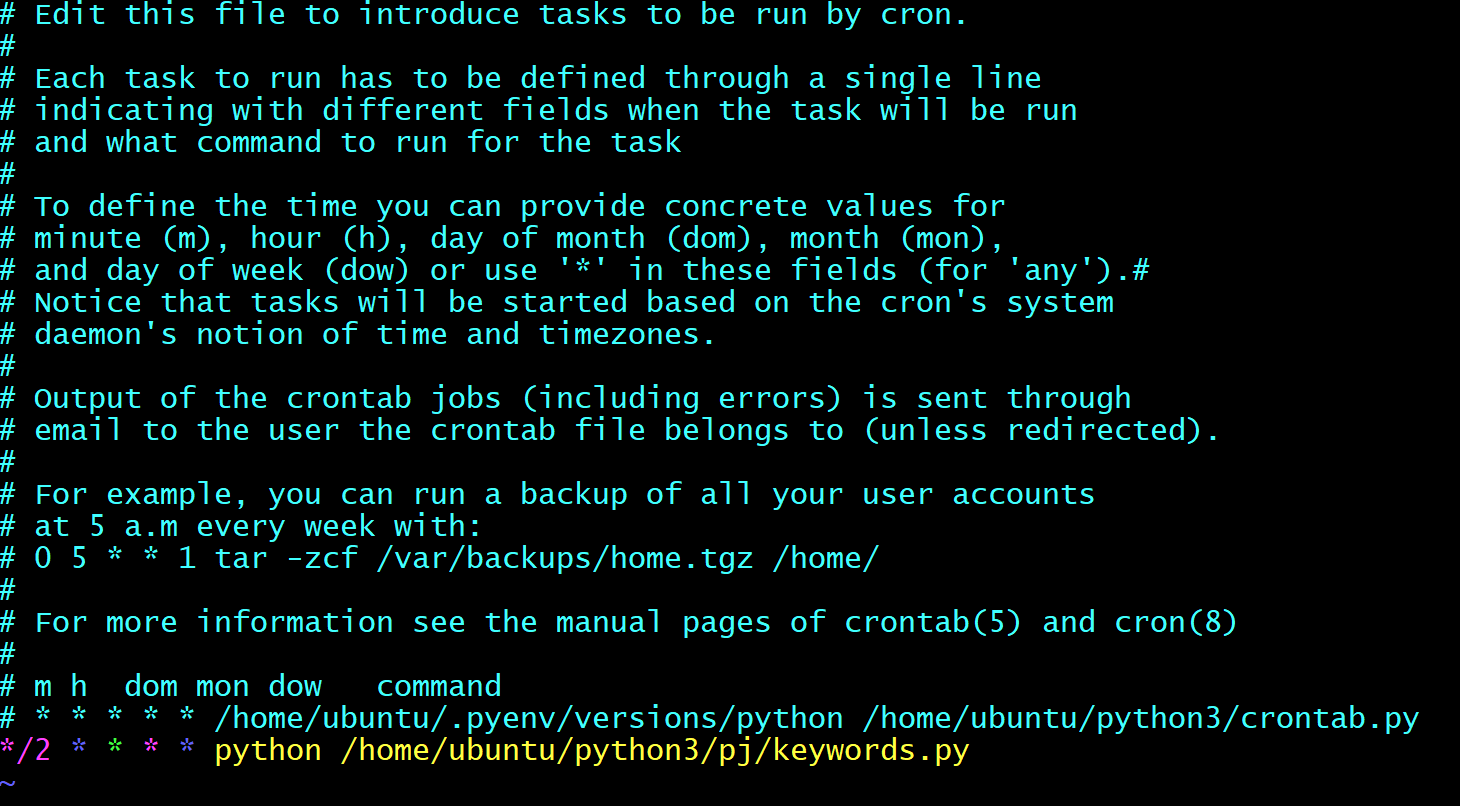 # Edit this file to introduce tasks to be run by cron.
#
# Each task to run has to be defined through a single line
# indicating with different fields when the task will be run
# and what command to run for the task
#
# To define the time you can provide concrete values for
# minute (m), hour (h), day of month (dom), month (mon),
# and day of week (dow) or use '*' in these fields (for 'any').#
# Notice that tasks will be started based on the cron's system
# daemon's notion of time and timezones.
#
# Output of the crontab jobs (including errors) is sent through
# email to the user the crontab file belongs to (unless redirected).
#
# For example, you can run a backup of all your user accounts
# at 5 a.m every week with:
# 0 5 * * 1 tar -zcf /var/backups/home.tgz /home/
#
# For more information see the manual pages of crontab(5) and cron(8)
#
# m h  dom mon dow   command
# * * * * * /home/ubuntu/.pyenv/versions/python /home/ubuntu/python3/crontab.py
*/2 * * * * python /home/ubuntu/python3/pj/keywords.py
~